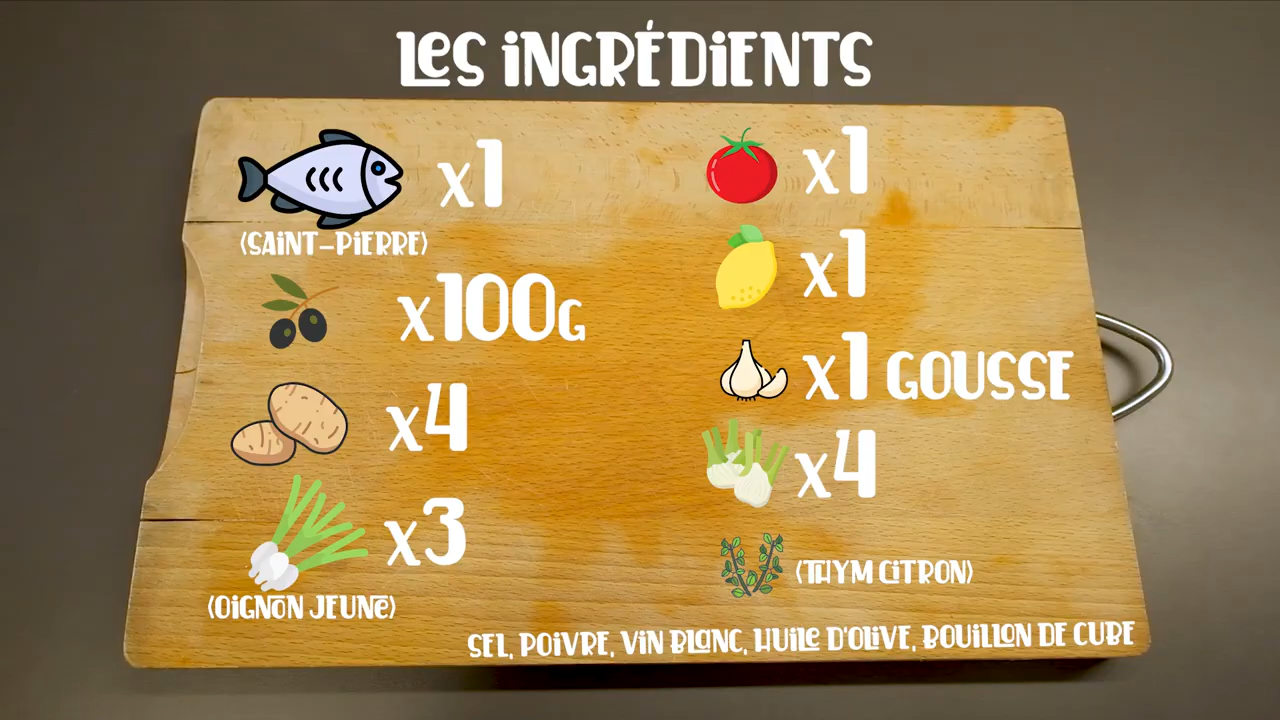 Les ingrédients
x1
(Saint-Pierre)
x100g
x4
x3
(oignon jeune)
x1
x1
x1 gousse
x4
(thym citron)
sel, poivre, vin blanc, huile d'olive, bouillon de cube